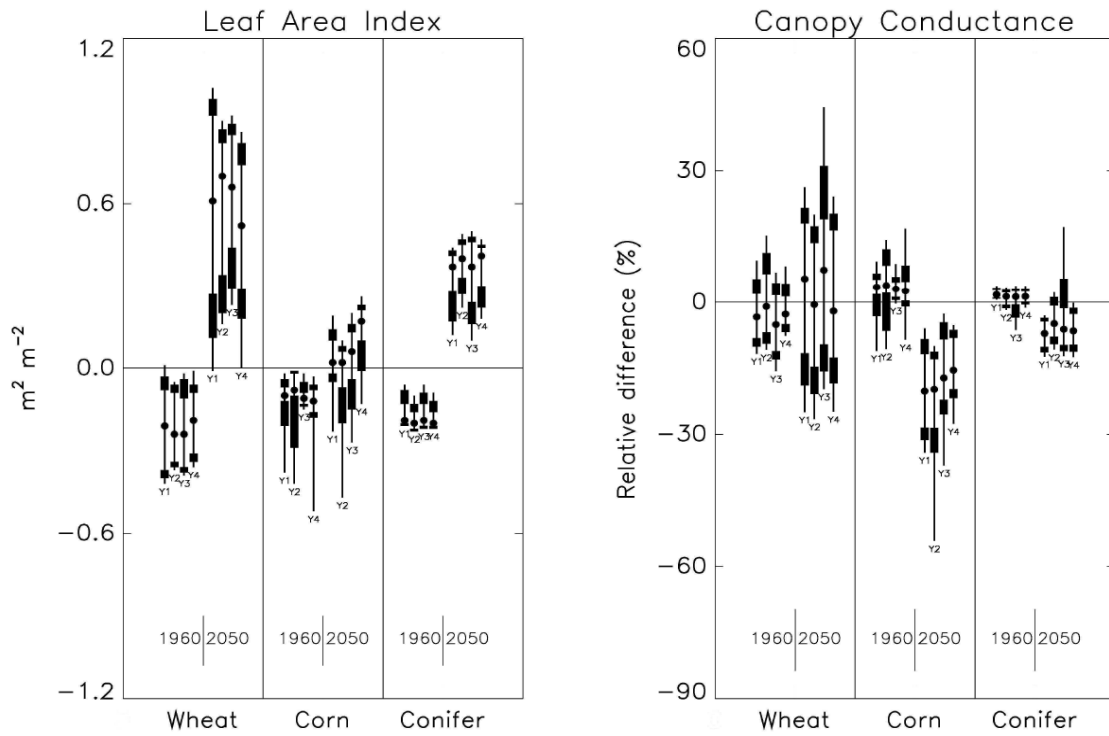 Leaf Area Index
1.2
0.6
0.0
−0.6
−1.2
m² m⁻²
Y1
Y2
Y3
Y4
Y1
Y2
Y3
Y4
Y1
Y2
Y3
Y4
Y1
Y2
Y3
Y4
Y1
Y2
Y3
Y4
Y1
Y2
Y3
Y4
1960 2050
1960 2050
1960 2050
Wheat Corn Conifer
Canopy Conductance
60
30
0
−30
−60
−90
Relative difference (%)
Y1
Y2
Y3
Y4
Y1
Y2
Y3
Y4
Y1
Y2
Y3
Y4
Y1
Y2
Y3
Y4
Y1
Y2
Y3
Y4
Y1
Y2
Y3
Y4
1960 2050
1960 2050
1960 2050
Wheat Corn Conifer